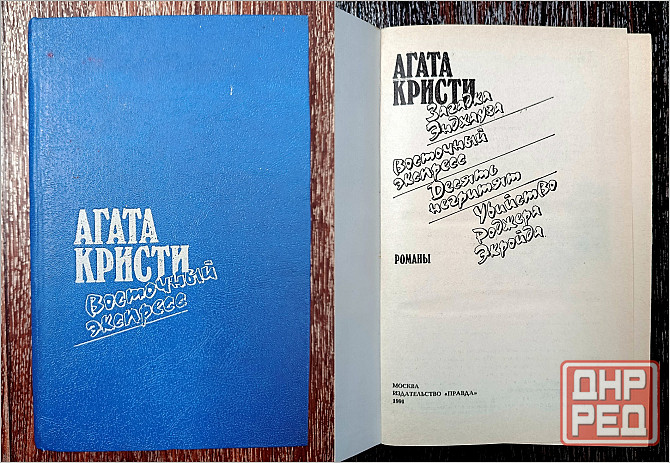 АГАТА
КРИСТИ
Восточный
экспресс
АГАТА
КРИСТИ
Загадка
Эндхауза
Восточный
экспресс
Десять
негритят
Убийство
Роджера
Экройда
РОМАНЫ
МОСКВА
ИЗДАТЕЛЬСТВО «ПРАВДА»
1991
ДНР
РЕД